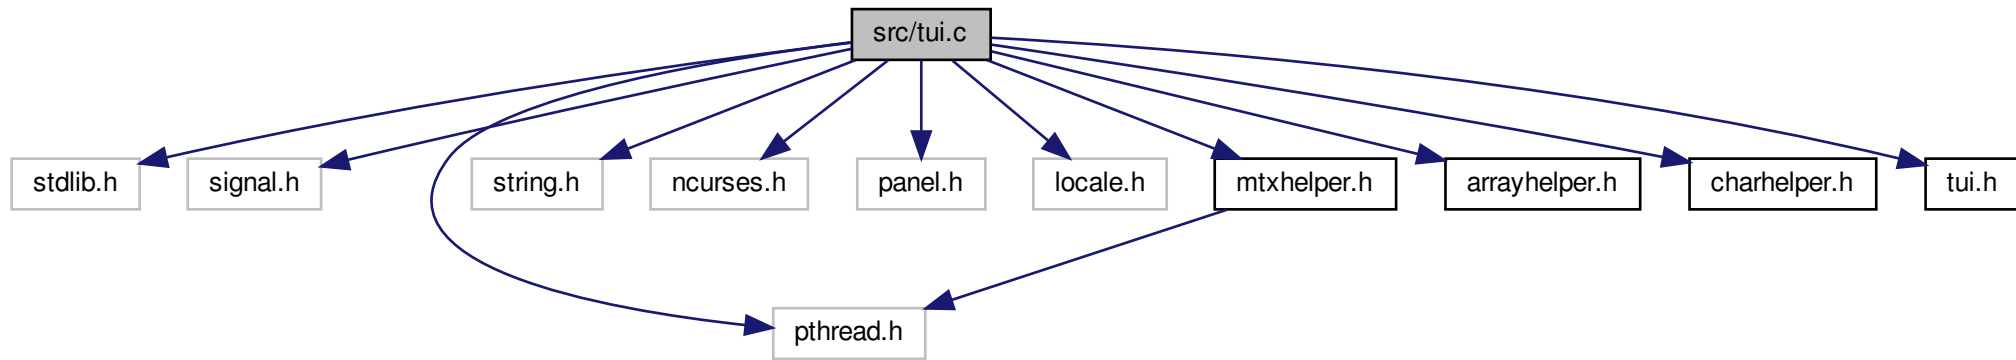 src/tui.c
stdlib.h
signal.h
string.h
ncurses.h
panel.h
locale.h
mtxhelper.h
arrayhelper.h
charhelper.h
tui.h
pthread.h